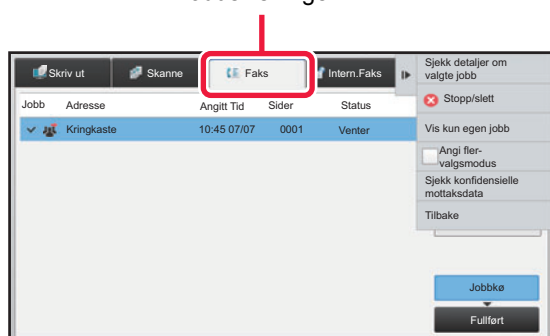 Skriv ut
Skanne
Faks
Intern.Faks
Sjekk detaljer om
valgte jobb
Jobb
Adresse
Angitt Tid
Sider
Status
Stopp/slett
Kringkaste
10:45 07/07
0001
Venter
Vis kun egen jobb
Angi fler-
valgsmodus
Sjekk konfidensielle
mottaksdata
Tilbake
Jobbkø
Fullført